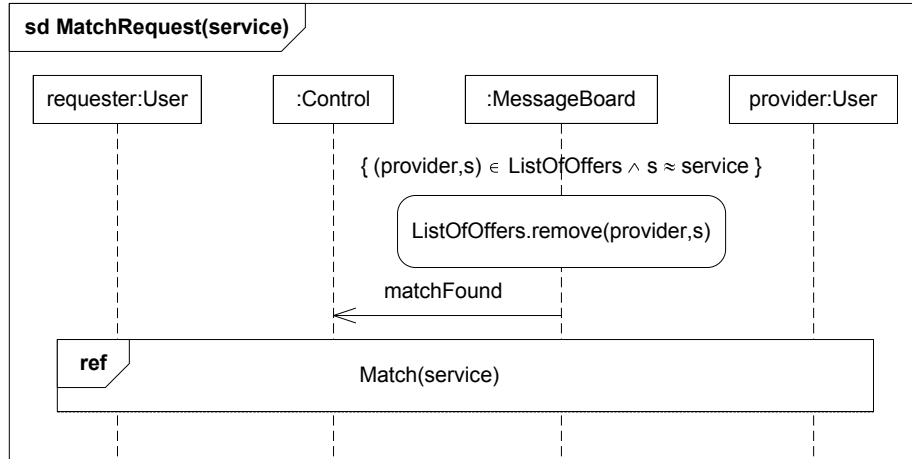 sd MatchRequest(service)
requester:User
:Control
:MessageBoard
provider:User
{ (provider,s) ∈ ListOfOffers ∧ s ≈ service }
ListOfOffers.remove(provider,s)
matchFound
ref
Match(service)